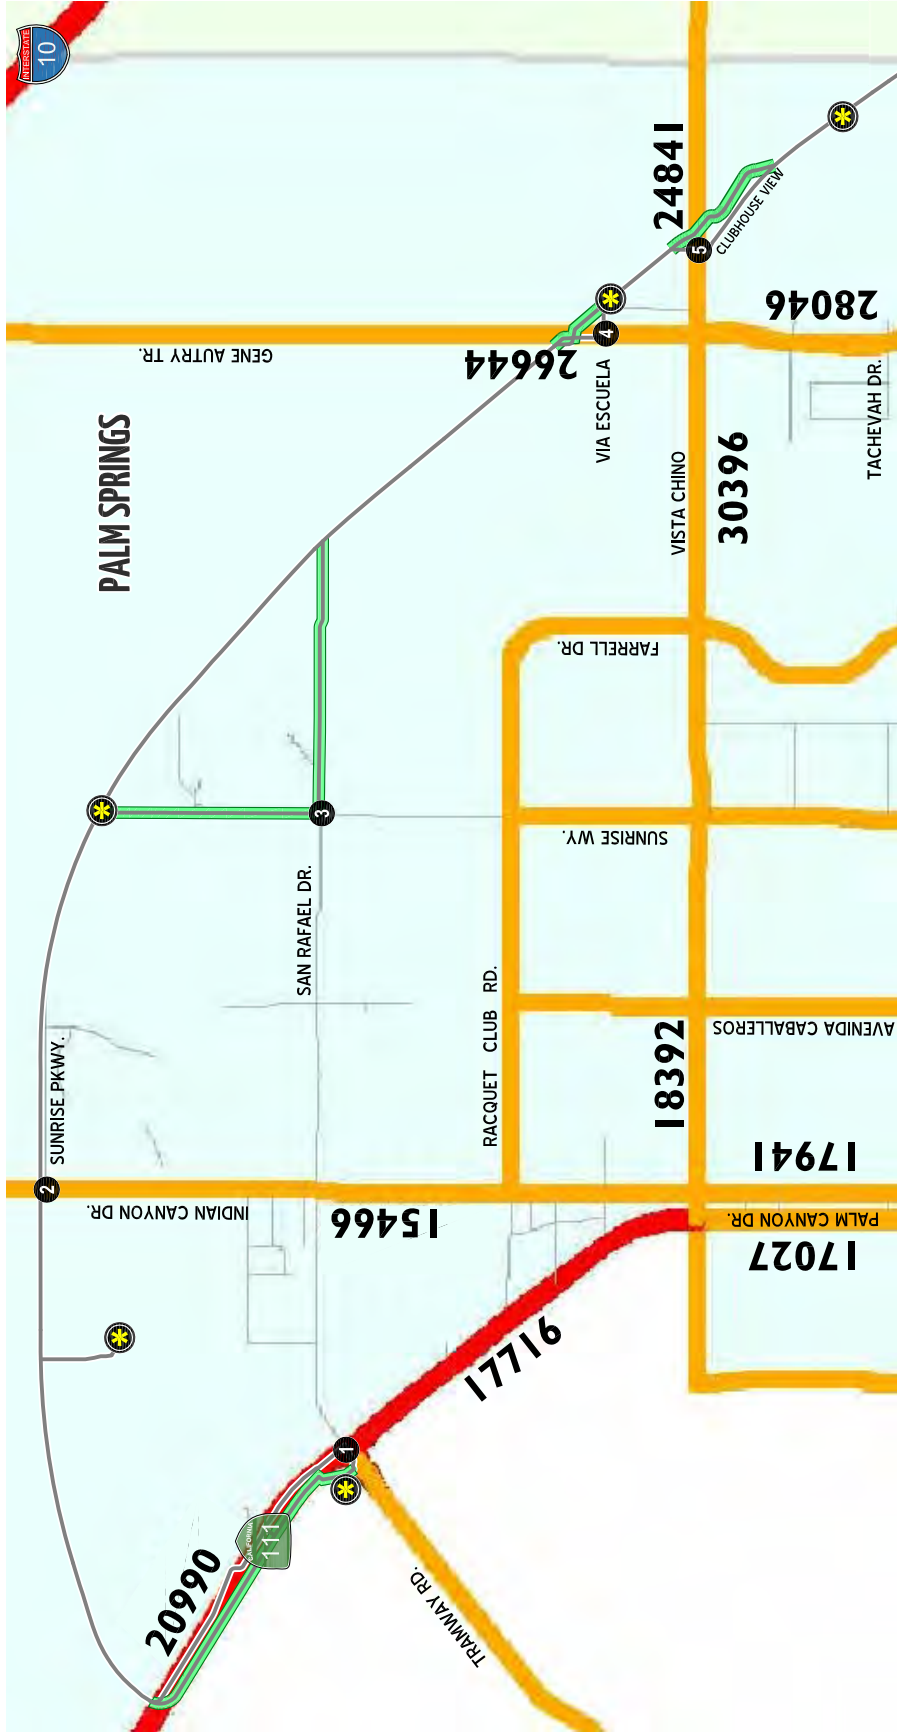 INTERSTATE
10
24841
CLUBHOUSE VIEW
5
28046
4
GENE AUTRY TR.
26644
VIA ESCUELA
TACHEVAH DR.
PALM SPRINGS
VISTA CHINO
30396
FARRELL DR.
3
SUNRISE WY.
SAN RAFAEL DR.
RACQUET CLUB RD.
AVENIDA CABALLEROS
18392
SUNRISE PKWY.
17941
2
INDIAN CANYON DR.
15466
PALM CANYON DR.
17027
17716
1
CALIFORNIA
111
20990
TRAMWAY RD.